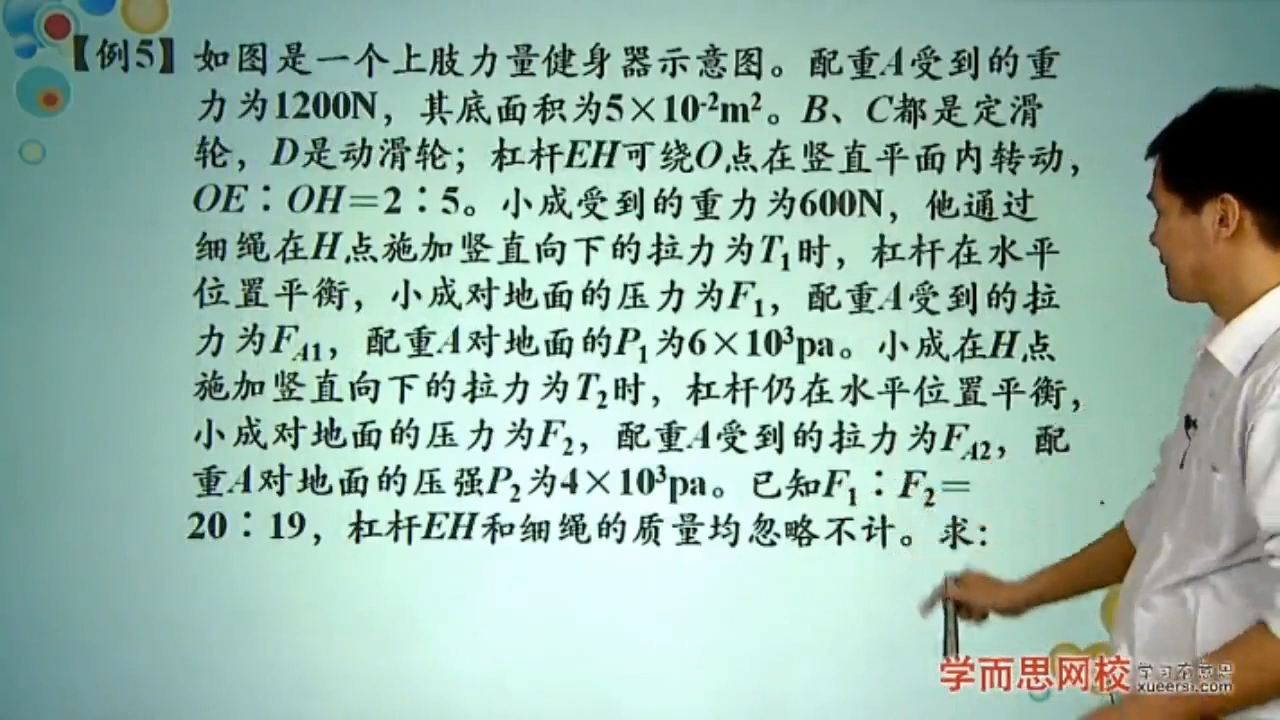 【例5】如图是一个上肢力量健身器示意图。配重A受到的重
力为1200N，其底面积为5×10⁻²m²。B、C都是定滑
轮，D是动滑轮；杠杆EH可绕O点在竖直平面内转动，
OE∶OH=2∶5。小成受到的重力为600N，他通过
细绳在H点施加竖直向下的拉力为T₁时，杠杆在水平
位置平衡，小成对地面的压力为F₁，配重A受到的拉
力为F_A1，配重A对地面的P₁为6×10³pa。小成在H点
施加竖直向下的拉力为T₂时，杠杆仍在水平位置平衡，
小成对地面的压力为F₂，配重A受到的拉力为F_A2，配
重A对地面的压强P₂为4×10³pa。已知F₁∶F₂=
20∶19，杠杆EH和细绳的质量均忽略不计。求：
学而思网校
xueersi.com